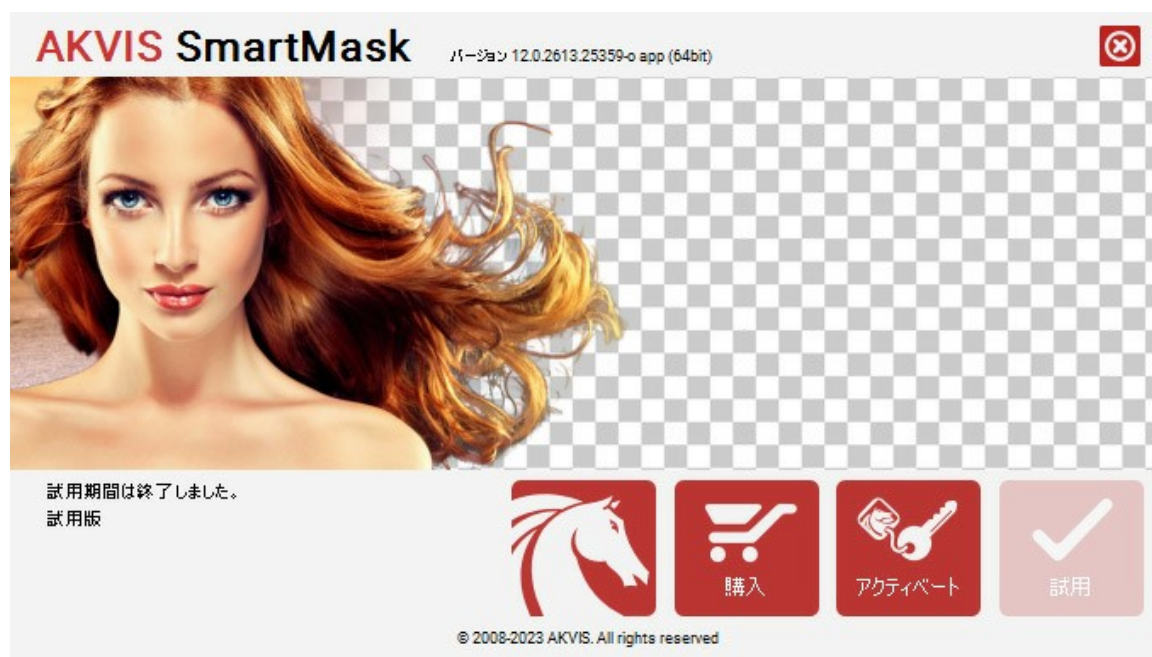 AKVIS SmartMask バージョン 12.0.2613.25359-o app (64bit)
試用期間は終了しました。
試用版
購入 アクティベート 試用
© 2008-2023 AKVIS. All rights reserved